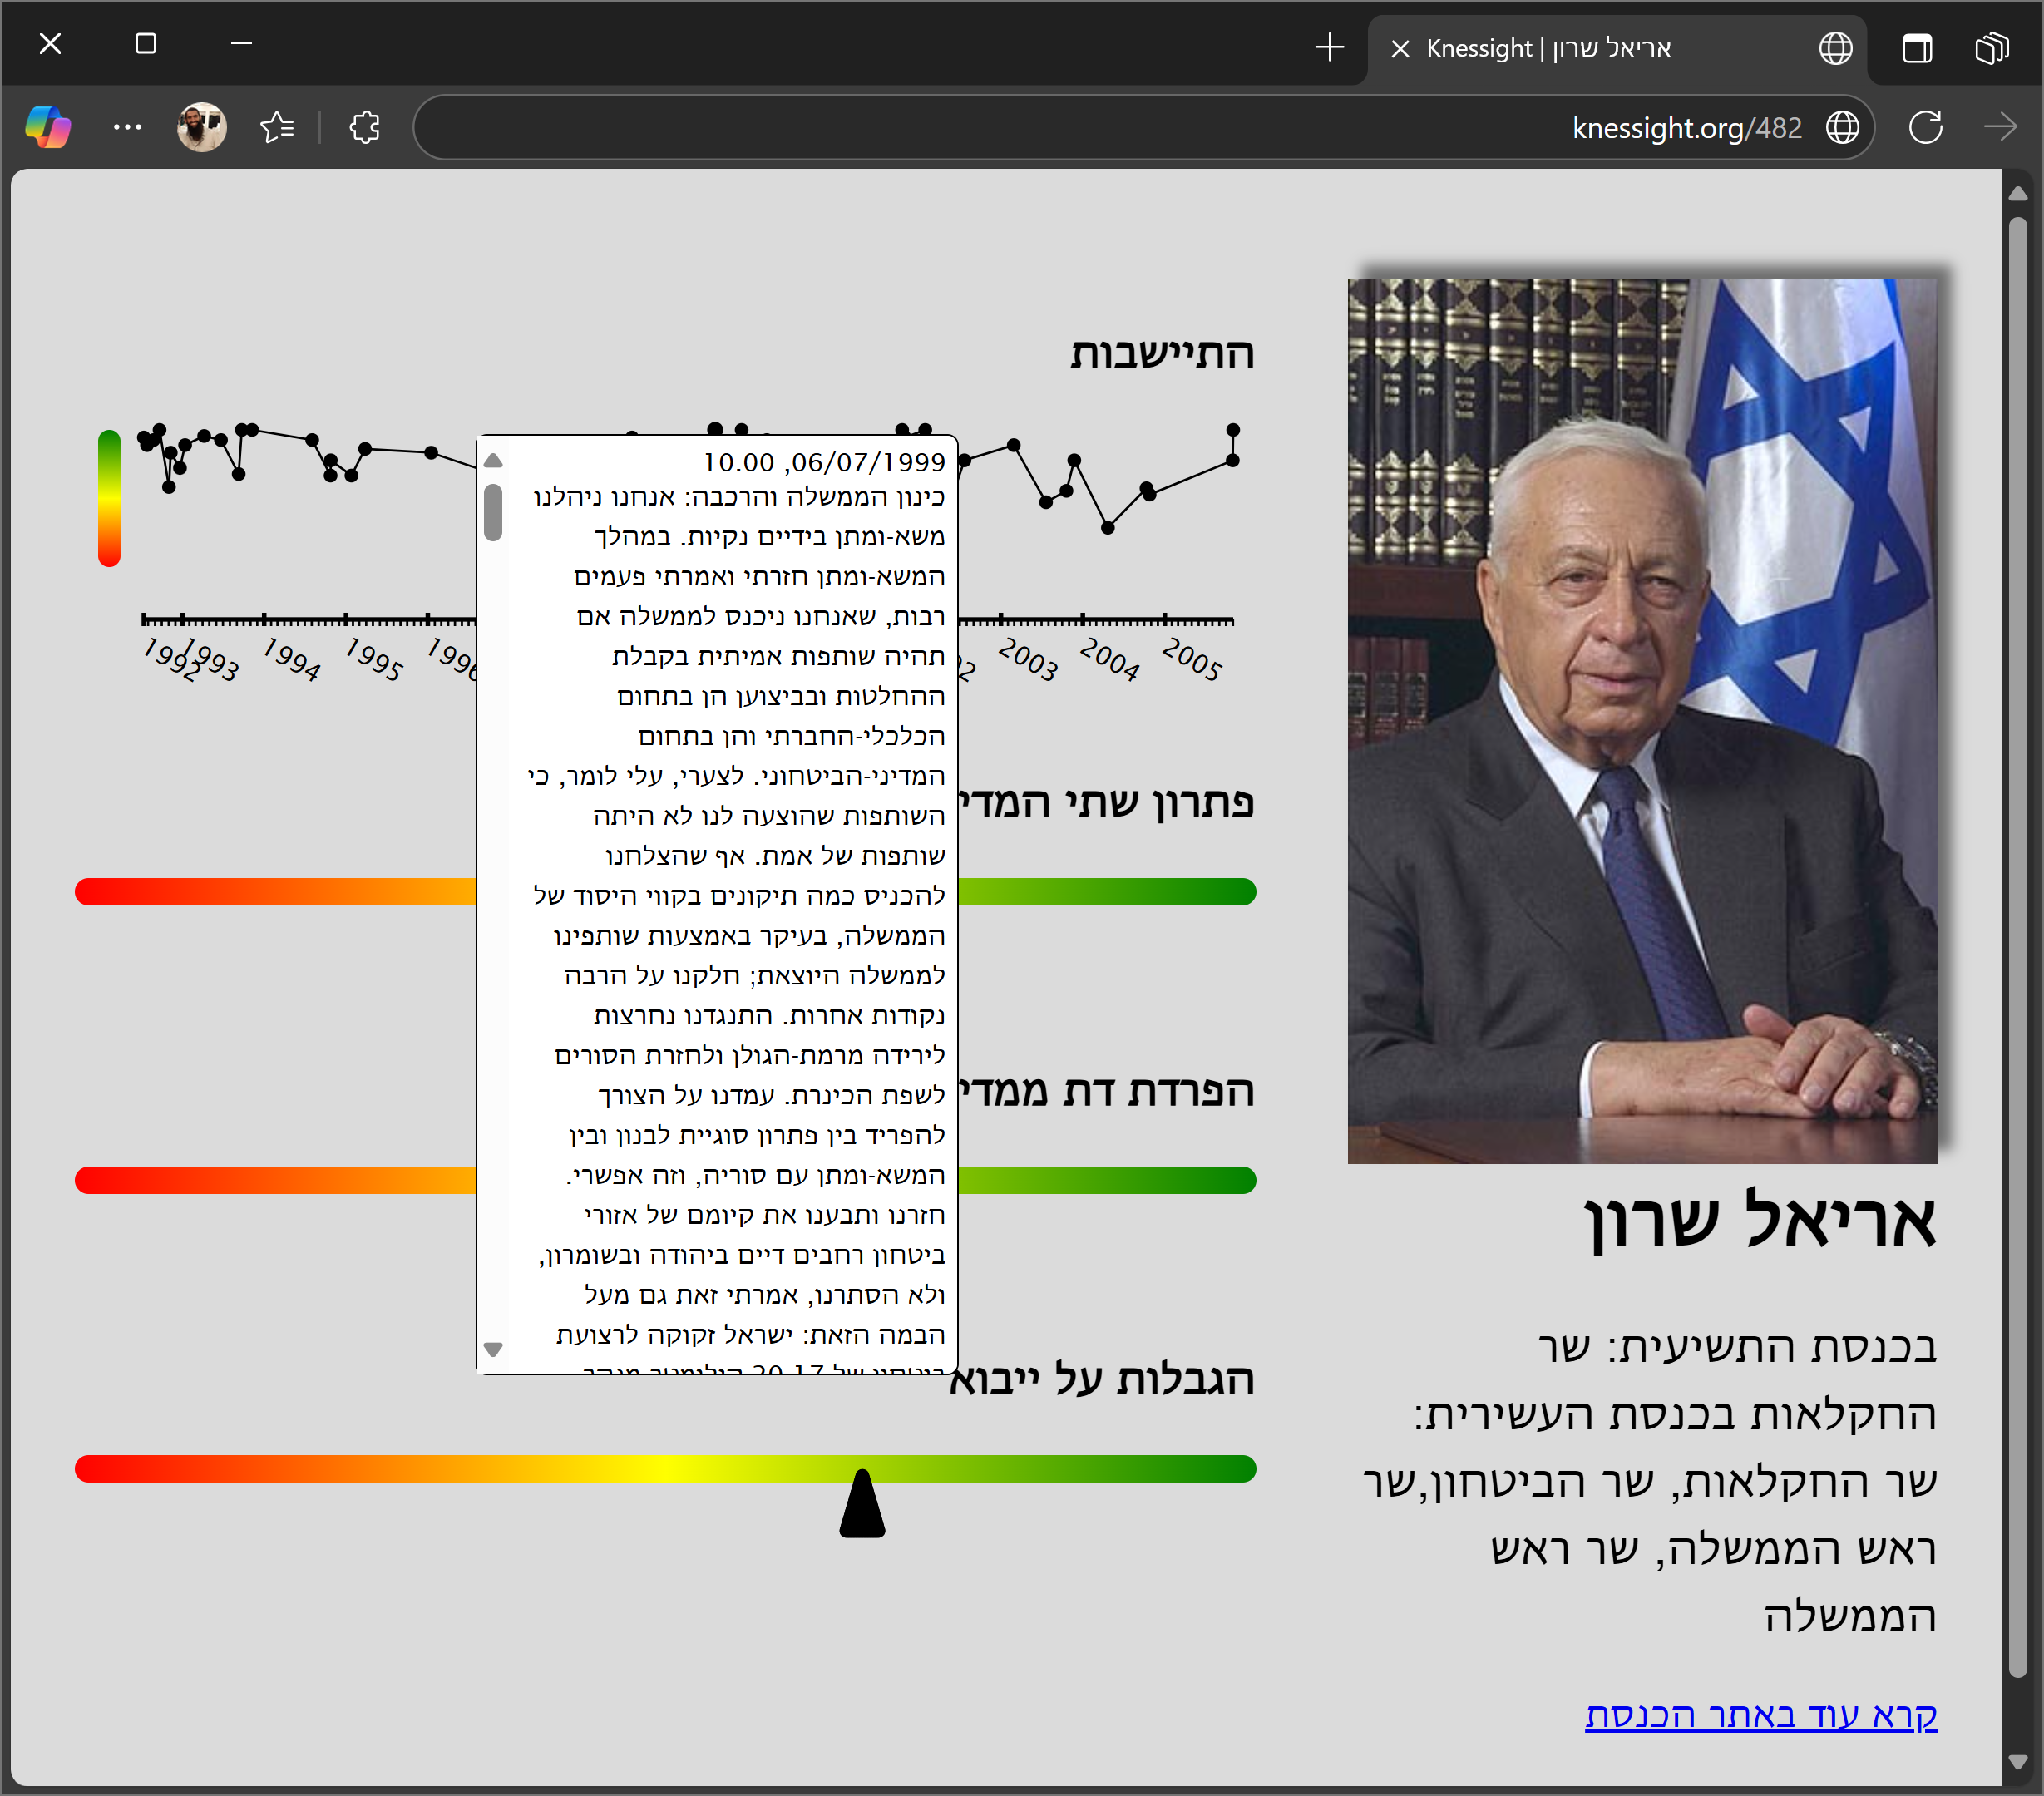 אריאל שרון | Knessight
knessight.org/482
אריאל שרון
בכנסת התשיעית: שר
החקלאות בכנסת העשירית:
שר החקלאות, שר הביטחון,שר
ראש הממשלה, שר ראש
הממשלה
קרא עוד באתר הכנסת
התיישבות
1992
1993
1994
1995
1996
2003
2004
2005
06/07/1999, 10.00
כינון הממשלה והרכבה: אנחנו ניהלנו
משא-ומתן בידיים נקיות. במהלך
המשא-ומתן חזרתי ואמרתי פעמים
רבות, שאנחנו ניכנס לממשלה אם
תהיה שותפות אמיתית בקבלת
ההחלטות ובביצוען הן בתחום
הכלכלי-החברתי והן בתחום
המדיני-הביטחוני. לצערי, עלי לומר, כי
השותפות שהוצעה לנו לא היתה
שותפות של אמת. אף שהצלחנו
להכניס כמה תיקונים בקווי היסוד של
הממשלה, בעיקר באמצעות שותפינו
לממשלה היוצאת; חלקנו על הרבה
נקודות אחרות. התנגדנו נחרצות
לירידה מרמת-הגולן ולחזרת הסורים
לשפת הכינרת. עמדנו על הצורך
להפריד בין פתרון סוגיית לבנון ובין
המשא-ומתן עם סוריה, וזה אפשרי.
חזרנו ותבענו את קיומם של אזורי
ביטחון רחבים דיים ביהודה ובשומרון,
ולא הסתרנו, אמרתי זאת גם מעל
הבמה הזאת: ישראל זקוקה לרצועת
פתרון שתי המדי
הפרדת דת ממדי
הגבלות על ייבוא